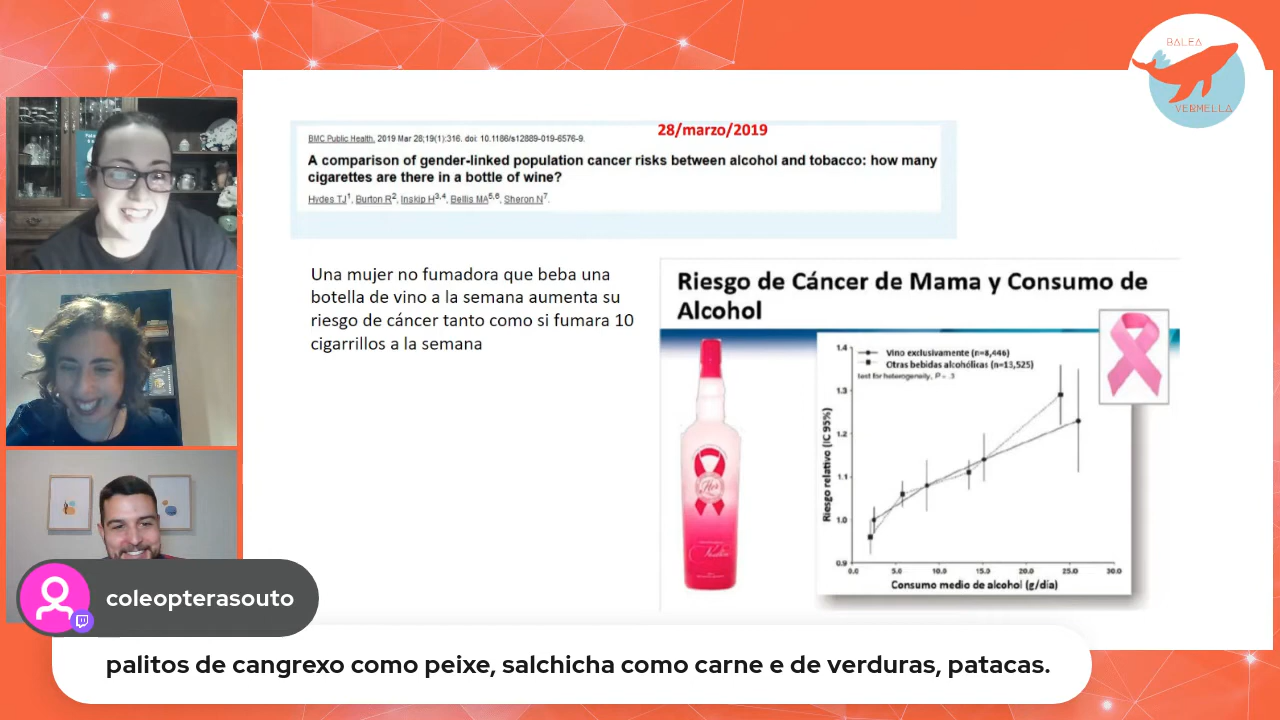 BALEA
VERMELLA
28/marzo/2019
BMC Public Health. 2019 Mar 28;19(1):316. doi: 10.1186/s12889-019-6576-9.
A comparison of gender-linked population cancer risks between alcohol and tobacco: how many
cigarettes are there in a bottle of wine?
Hydes TJ1, Burton R2, Inskip H3,4, Bellis MA5,6, Sheron N7.
Una mujer no fumadora que beba una
botella de vino a la semana aumenta su
riesgo de cáncer tanto como si fumara 10
cigarrillos a la semana
Riesgo de Cáncer de Mama y Consumo de
Alcohol
Vino exclusivamente (n=8,446)
Otras bebidas alcohólicas (n=13,525)
test for heterogeneity, P = .3
Riesgo relativo (IC 95%)
1.4
1.3
1.2
1.1
1.0
0.9
0.0 5.0 10.0 15.0 20.0 25.0 30.0
Consumo medio de alcohol (g/día)
Her
coleopterasouto
palitos de cangrexo como peixe, salchicha como carne e de verduras, patacas.